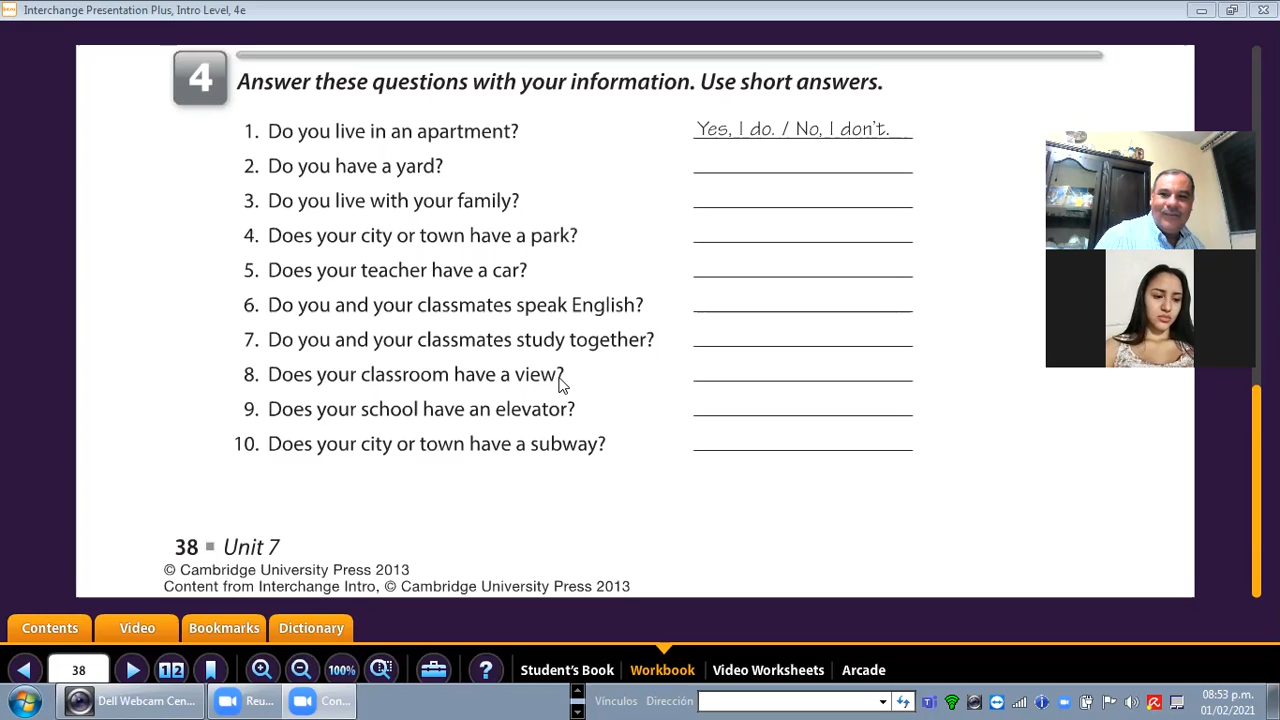 Interchange Presentation Plus, Intro Level, 4e
4 Answer these questions with your information. Use short answers.
1. Do you live in an apartment? Yes, I do. / No, I don't.
2. Do you have a yard?
3. Do you live with your family?
4. Does your city or town have a park?
5. Does your teacher have a car?
6. Do you and your classmates speak English?
7. Do you and your classmates study together?
8. Does your classroom have a view?
9. Does your school have an elevator?
10. Does your city or town have a subway?
38 Unit 7
© Cambridge University Press 2013
Content from Interchange Intro, © Cambridge University Press 2013
Contents Video Bookmarks Dictionary
38 12 100% ? Student's Book Workbook Video Worksheets Arcade
Dell Webcam Cen... Reu... Con... Vínculos Dirección 08:53 p.m.
01/02/2021